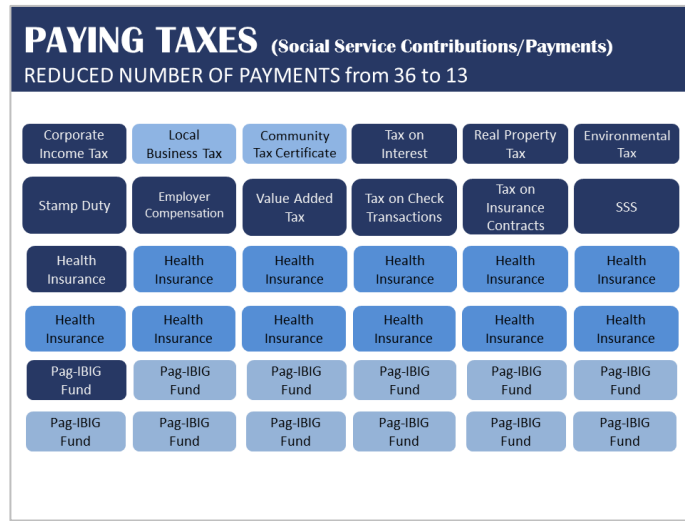 PAYING TAXES (Social Service Contributions/Payments)
REDUCED NUMBER OF PAYMENTS from 36 to 13
Corporate
Income Tax
Local
Business Tax
Community
Tax Certificate
Tax on
Interest
Real Property
Tax
Environmental
Tax
Stamp Duty
Employer
Compensation
Value Added
Tax
Tax on Check
Transactions
Tax on
Insurance
Contracts
SSS
Health
Insurance
Health
Insurance
Health
Insurance
Health
Insurance
Health
Insurance
Health
Insurance
Health
Insurance
Health
Insurance
Health
Insurance
Health
Insurance
Health
Insurance
Health
Insurance
Pag-IBIG
Fund
Pag-IBIG
Fund
Pag-IBIG
Fund
Pag-IBIG
Fund
Pag-IBIG
Fund
Pag-IBIG
Fund
Pag-IBIG
Fund
Pag-IBIG
Fund
Pag-IBIG
Fund
Pag-IBIG
Fund
Pag-IBIG
Fund
Pag-IBIG
Fund